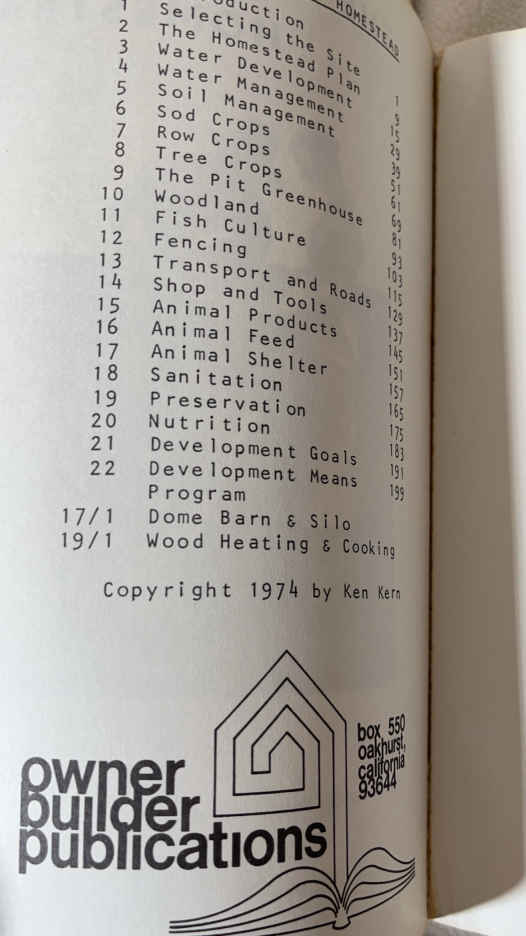 HOMESTEAD
oduction
1 Selecting the Site 1
2 The Homestead Plan 9
3 Water Development 15
4 Water Management 29
5 Soil Management 39
6 Sod Crops 51
7 Row Crops 61
8 Tree Crops 69
9 The Pit Greenhouse 81
10 Woodland 93
11 Fish Culture 103
12 Fencing 115
13 Transport and Roads 129
14 Shop and Tools 137
15 Animal Products 145
16 Animal Feed 151
17 Animal Shelter 157
18 Sanitation 165
19 Preservation 175
20 Nutrition 183
21 Development Goals 191
22 Development Means 199
Program
17/1 Dome Barn & Silo
19/1 Wood Heating & Cooking
Copyright 1974 by Ken Kern
owner
builder
publications
box 550
oakhurst,
california
93644